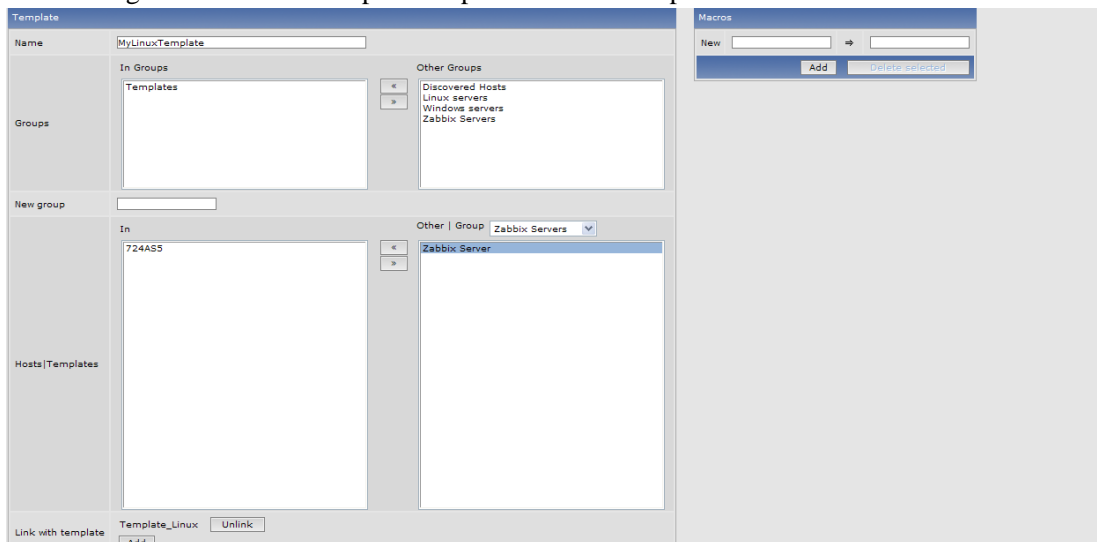 Template
Name MyLinuxTemplate
In Groups Other Groups
Templates « Discovered Hosts
» Linux servers
Windows servers
Zabbix Servers
Groups
New group
In Other | Group Zabbix Servers
724AS5 « Zabbix Server
»
Hosts|Templates
Link with template Template_Linux Unlink
Add
Macros
New ⇒
Add Delete selected